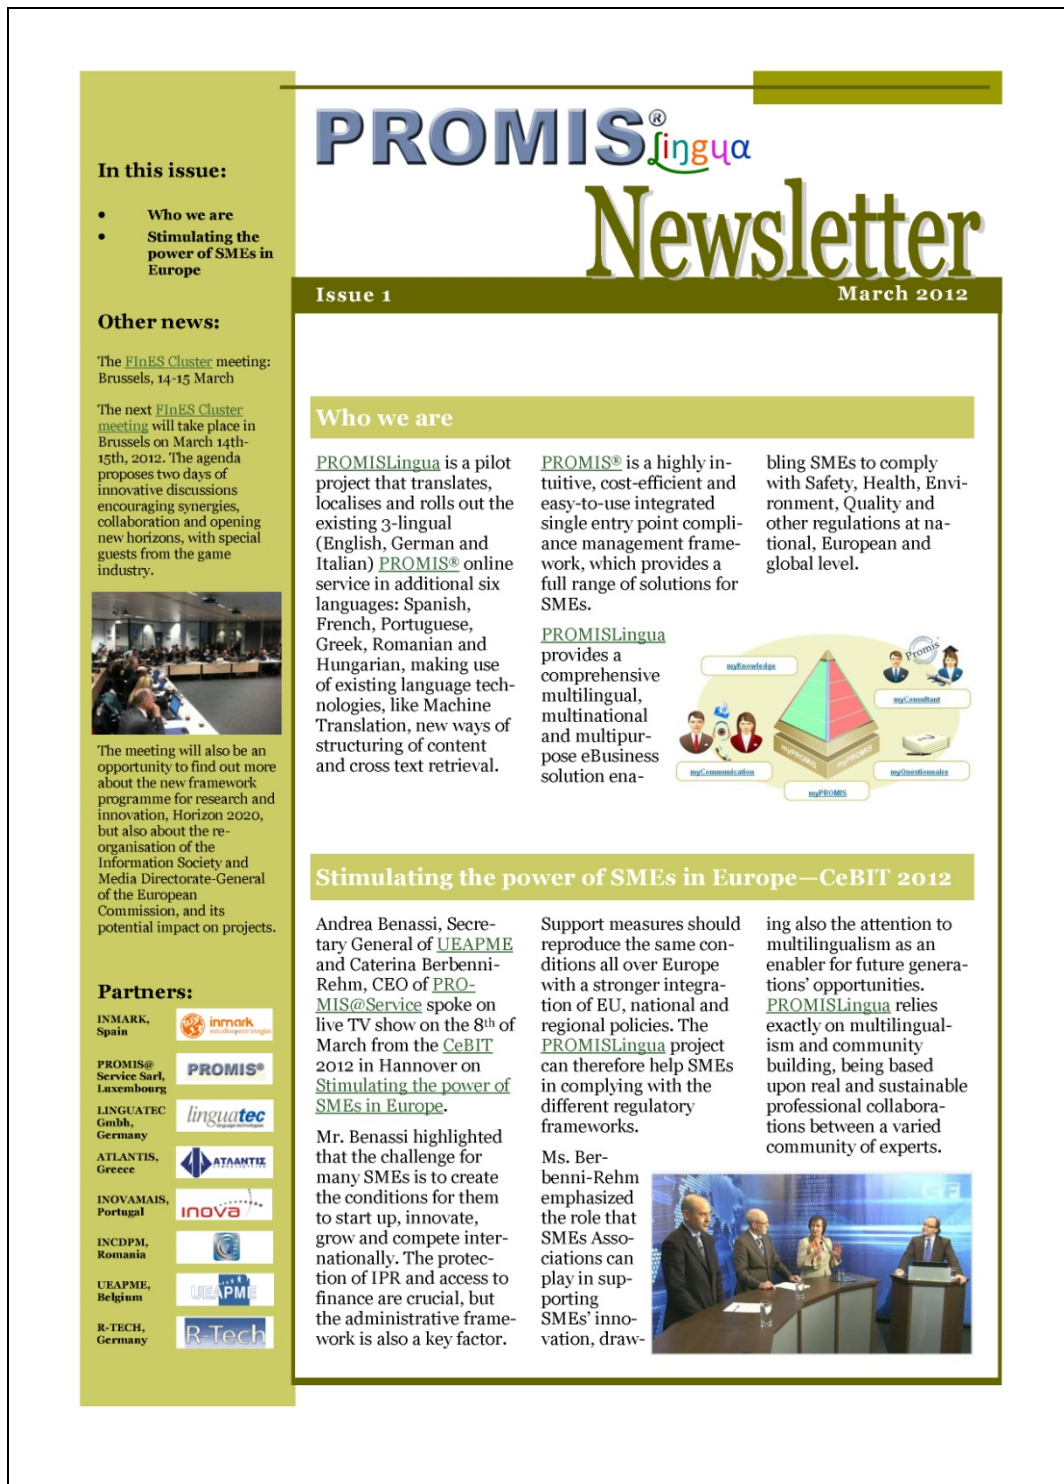 PROMIS® Lingua
Newsletter
Issue 1
March 2012
In this issue:
• Who we are
• Stimulating the
power of SMEs in
Europe
Other news:
The FInES Cluster meeting:
Brussels, 14-15 March
The next FInES Cluster
meeting will take place in
Brussels on March 14th-
15th, 2012. The agenda
proposes two days of
innovative discussions
encouraging synergies,
collaboration and opening
new horizons, with special
guests from the game
industry.
The meeting will also be an
opportunity to find out more
about the new framework
programme for research and
innovation, Horizon 2020,
but also about the re-
organisation of the
Information Society and
Media Directorate-General
of the European
Commission, and its
potential impact on projects.
Partners:
INMARK,
Spain
inmark
estudios y estrategias
PROMIS@
Service Sarl,
Luxembourg
PROMIS®
LINGUATEC
Gmbh,
Germany
linguatec
language technologies
ATLANTIS,
Greece
ΑΤΛΑΝΤΙΣ
INOVAMAIS,
Portugal
inova
INCDPM,
Romania
UEAPME,
Belgium
UEAPME
R-TECH,
Germany
R-Tech
Who we are
PROMISLingua is a pilot
project that translates,
localises and rolls out the
existing 3-lingual
(English, German and
Italian) PROMIS® online
service in additional six
languages: Spanish,
French, Portuguese,
Greek, Romanian and
Hungarian, making use
of existing language tech-
nologies, like Machine
Translation, new ways of
structuring of content
and cross text retrieval.
PROMIS® is a highly in-
tuitive, cost-efficient and
easy-to-use integrated
single entry point compli-
ance management frame-
work, which provides a
full range of solutions for
SMEs.
PROMISLingua
provides a
comprehensive
multilingual,
multinational
and multipur-
pose eBusiness
solution ena-
bling SMEs to comply
with Safety, Health, Envi-
ronment, Quality and
other regulations at na-
tional, European and
global level.
myKnowledge
Promis
myConsultant
myCommunication
myPROMIS
myPROMIS
myQuestionnaire
myPROMIS
Stimulating the power of SMEs in Europe—CeBIT 2012
Andrea Benassi, Secre-
tary General of UEAPME
and Caterina Berbenni-
Rehm, CEO of PRO-
MIS@Service spoke on
live TV show on the 8th of
March from the CeBIT
2012 in Hannover on
Stimulating the power of
SMEs in Europe.
Mr. Benassi highlighted
that the challenge for
many SMEs is to create
the conditions for them
to start up, innovate,
grow and compete inter-
nationally. The protec-
tion of IPR and access to
finance are crucial, but
the administrative frame-
work is also a key factor.
Support measures should
reproduce the same con-
ditions all over Europe
with a stronger integra-
tion of EU, national and
regional policies. The
PROMISLingua project
can therefore help SMEs
in complying with the
different regulatory
frameworks.
Ms. Ber-
benni-Rehm
emphasized
the role that
SMEs Asso-
ciations can
play in sup-
porting
SMEs' inno-
vation, draw-
ing also the attention to
multilingualism as an
enabler for future genera-
tions' opportunities.
PROMISLingua relies
exactly on multilingual-
ism and community
building, being based
upon real and sustainable
professional collabora-
tions between a varied
community of experts.
GF